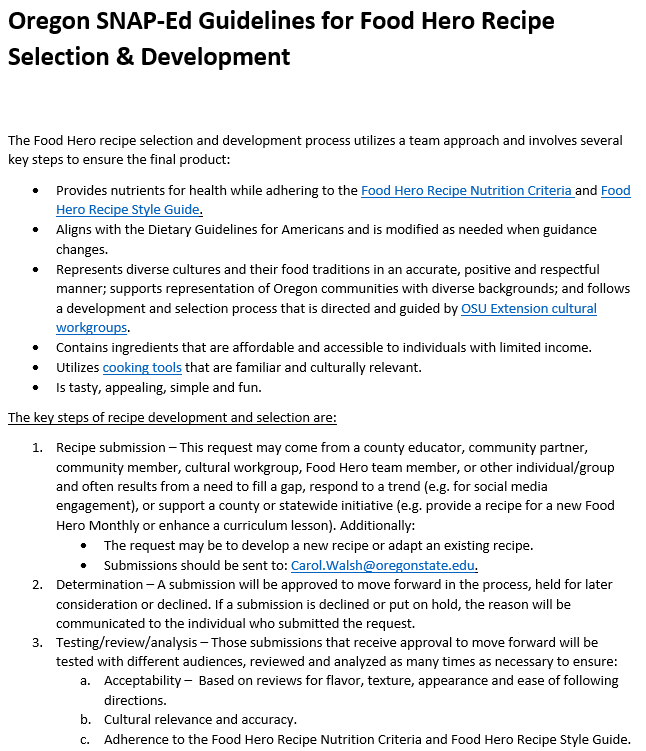 Oregon SNAP-Ed Guidelines for Food Hero Recipe
Selection & Development
The Food Hero recipe selection and development process utilizes a team approach and involves several
key steps to ensure the final product:
• Provides nutrients for health while adhering to the Food Hero Recipe Nutrition Criteria and Food
Hero Recipe Style Guide.
• Aligns with the Dietary Guidelines for Americans and is modified as needed when guidance
changes.
• Represents diverse cultures and their food traditions in an accurate, positive and respectful
manner; supports representation of Oregon communities with diverse backgrounds; and follows
a development and selection process that is directed and guided by OSU Extension cultural
workgroups.
• Contains ingredients that are affordable and accessible to individuals with limited income.
• Utilizes cooking tools that are familiar and culturally relevant.
• Is tasty, appealing, simple and fun.
The key steps of recipe development and selection are:
1. Recipe submission – This request may come from a county educator, community partner,
community member, cultural workgroup, Food Hero team member, or other individual/group
and often results from a need to fill a gap, respond to a trend (e.g. for social media
engagement), or support a county or statewide initiative (e.g. provide a recipe for a new Food
Hero Monthly or enhance a curriculum lesson). Additionally:
• The request may be to develop a new recipe or adapt an existing recipe.
• Submissions should be sent to: Carol.Walsh@oregonstate.edu.
2. Determination – A submission will be approved to move forward in the process, held for later
consideration or declined. If a submission is declined or put on hold, the reason will be
communicated to the individual who submitted the request.
3. Testing/review/analysis – Those submissions that receive approval to move forward will be
tested with different audiences, reviewed and analyzed as many times as necessary to ensure:
a. Acceptability – Based on reviews for flavor, texture, appearance and ease of following
directions.
b. Cultural relevance and accuracy.
c. Adherence to the Food Hero Recipe Nutrition Criteria and Food Hero Recipe Style Guide.